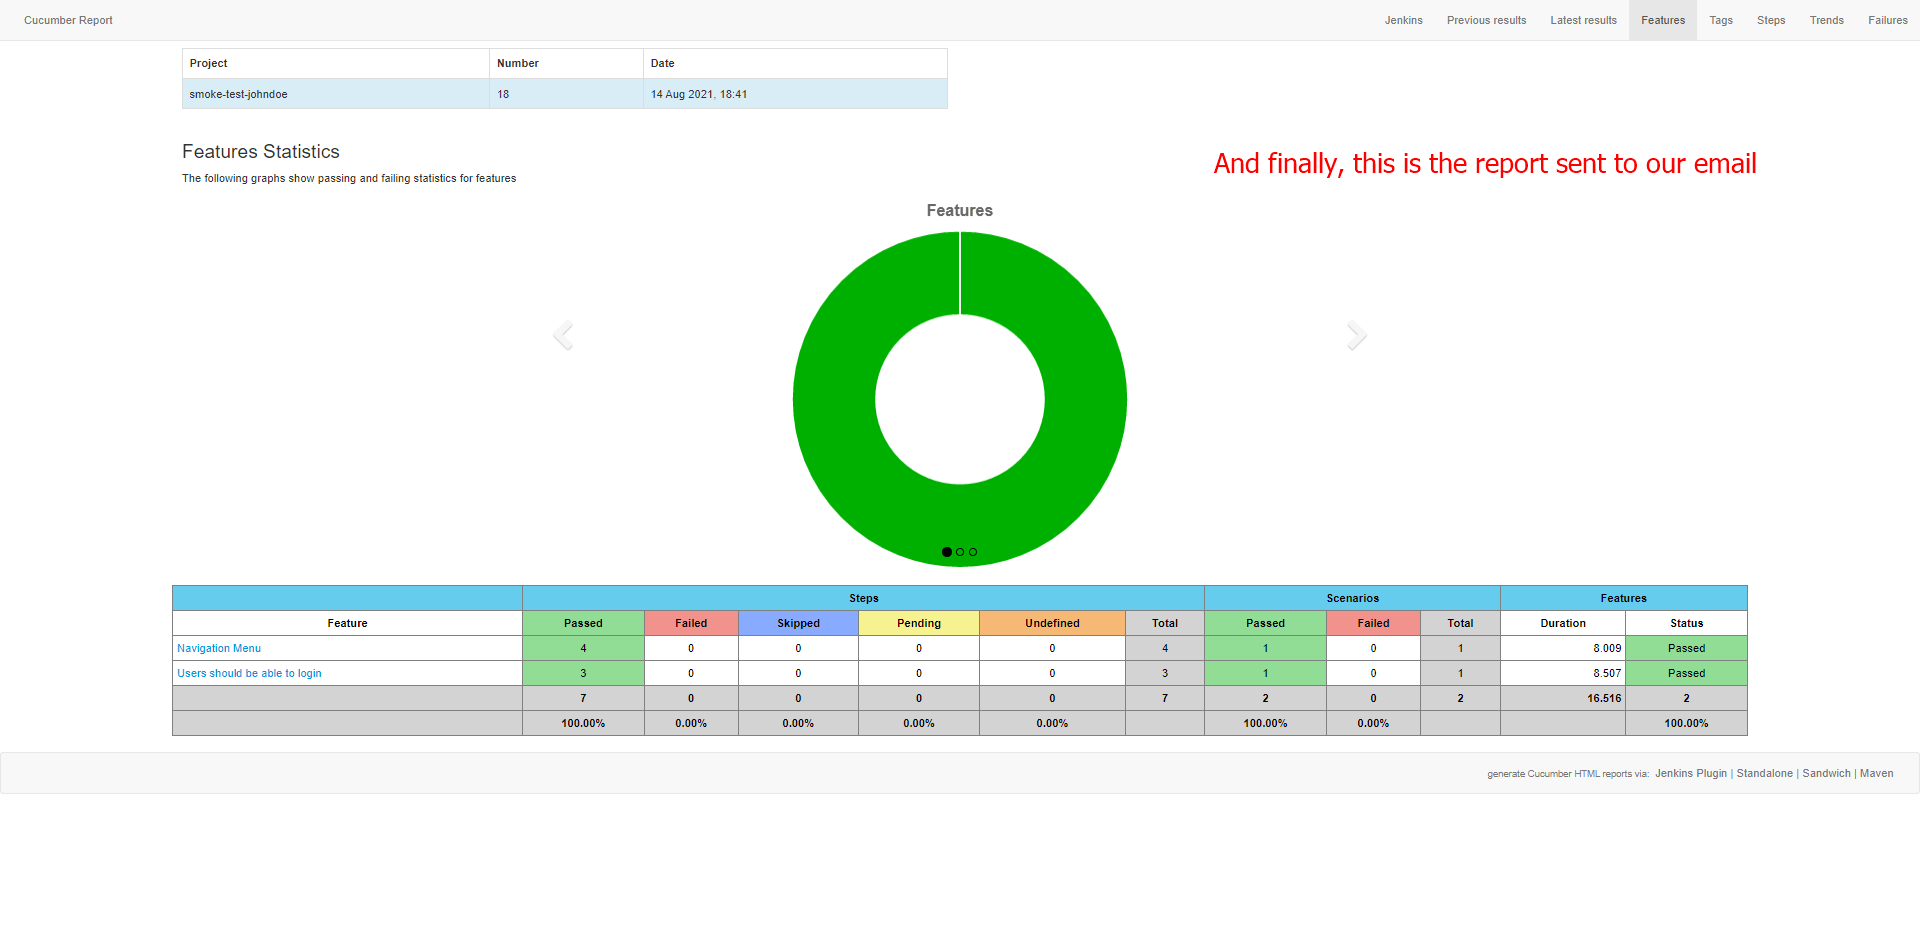 Cucumber Report Jenkins Previous results Latest results Features Tags Steps Trends Failures
Project Number Date
smoke-test-johndoe 18 14 Aug 2021, 18:41
Features Statistics
And finally, this is the report sent to our email
The following graphs show passing and failing statistics for features
Features
Steps Scenarios Features
Feature Passed Failed Skipped Pending Undefined Total Passed Failed Total Duration Status
Navigation Menu 4 0 0 0 0 4 1 0 1 8.009 Passed
Users should be able to login 3 0 0 0 0 3 1 0 1 8.507 Passed
7 0 0 0 0 7 2 0 2 16.516 2
100.00% 0.00% 0.00% 0.00% 0.00% 100.00% 0.00% 100.00%
generate Cucumber HTML reports via: Jenkins Plugin | Standalone | Sandwich | Maven